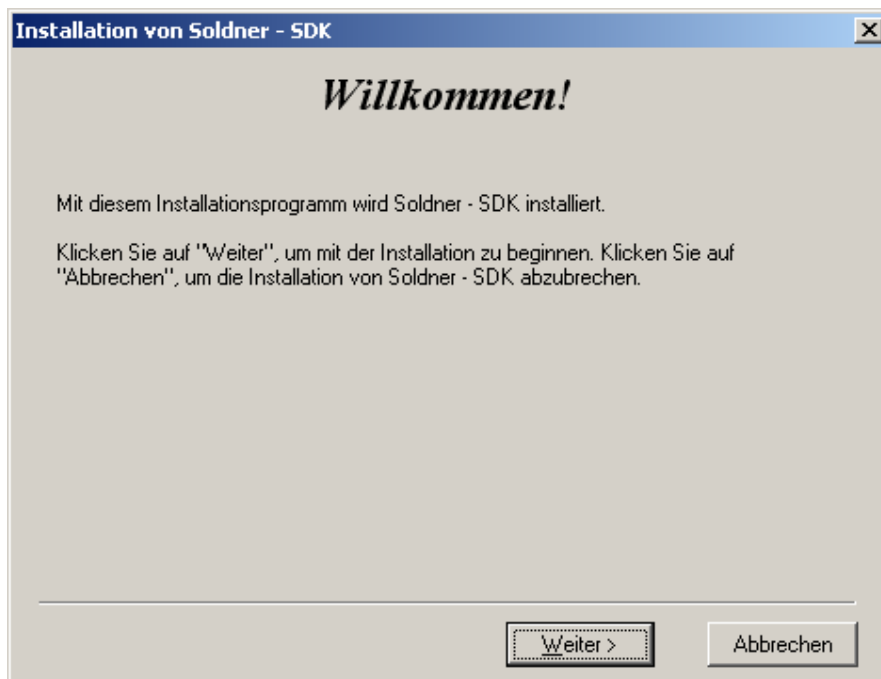 Installation von Soldner - SDK
Willkommen!
Mit diesem Installationsprogramm wird Soldner - SDK installiert.
Klicken Sie auf "Weiter", um mit der Installation zu beginnen. Klicken Sie auf
"Abbrechen", um die Installation von Soldner - SDK abzubrechen.
Weiter >
Abbrechen